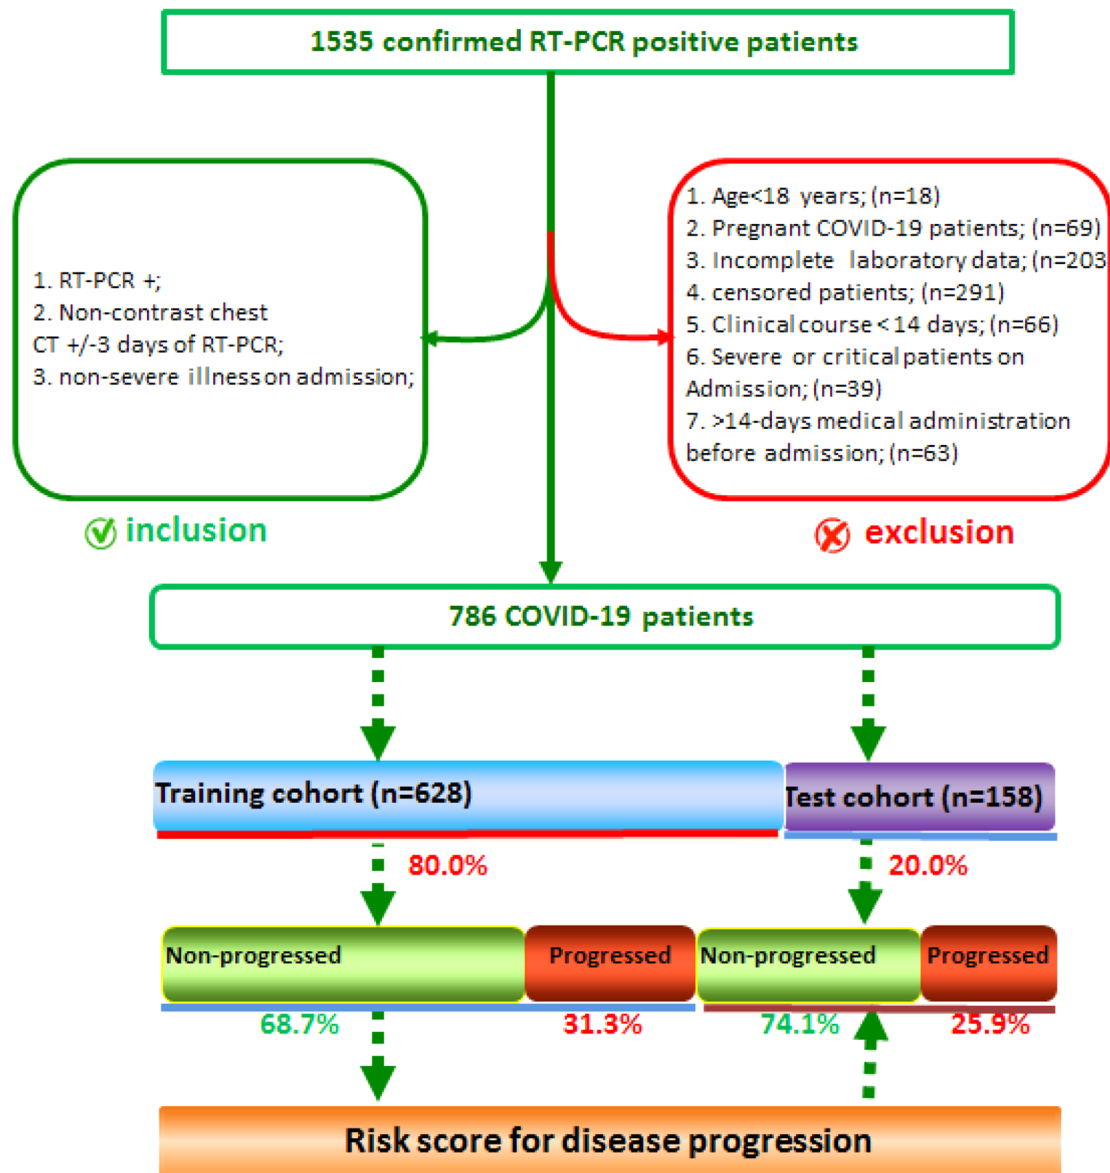 1535 confirmed RT-PCR positive patients
1. RT-PCR +;
2. Non-contrast chest
CT +/-3 days of RT-PCR;
3. non-severe illness on admission;
inclusion
1. Age<18 years; (n=18)
2. Pregnant COVID-19 patients; (n=69)
3. Incomplete laboratory data; (n=203
4. censored patients; (n=291)
5. Clinical course < 14 days; (n=66)
6. Severe or critical patients on
Admission; (n=39)
7. >14-days medical administration
before admission; (n=63)
exclusion
786 COVID-19 patients
Training cohort (n=628)
Test cohort (n=158)
80.0%
20.0%
Non-progressed
Progressed
Non-progressed
Progressed
68.7%
31.3%
74.1%
25.9%
Risk score for disease progression